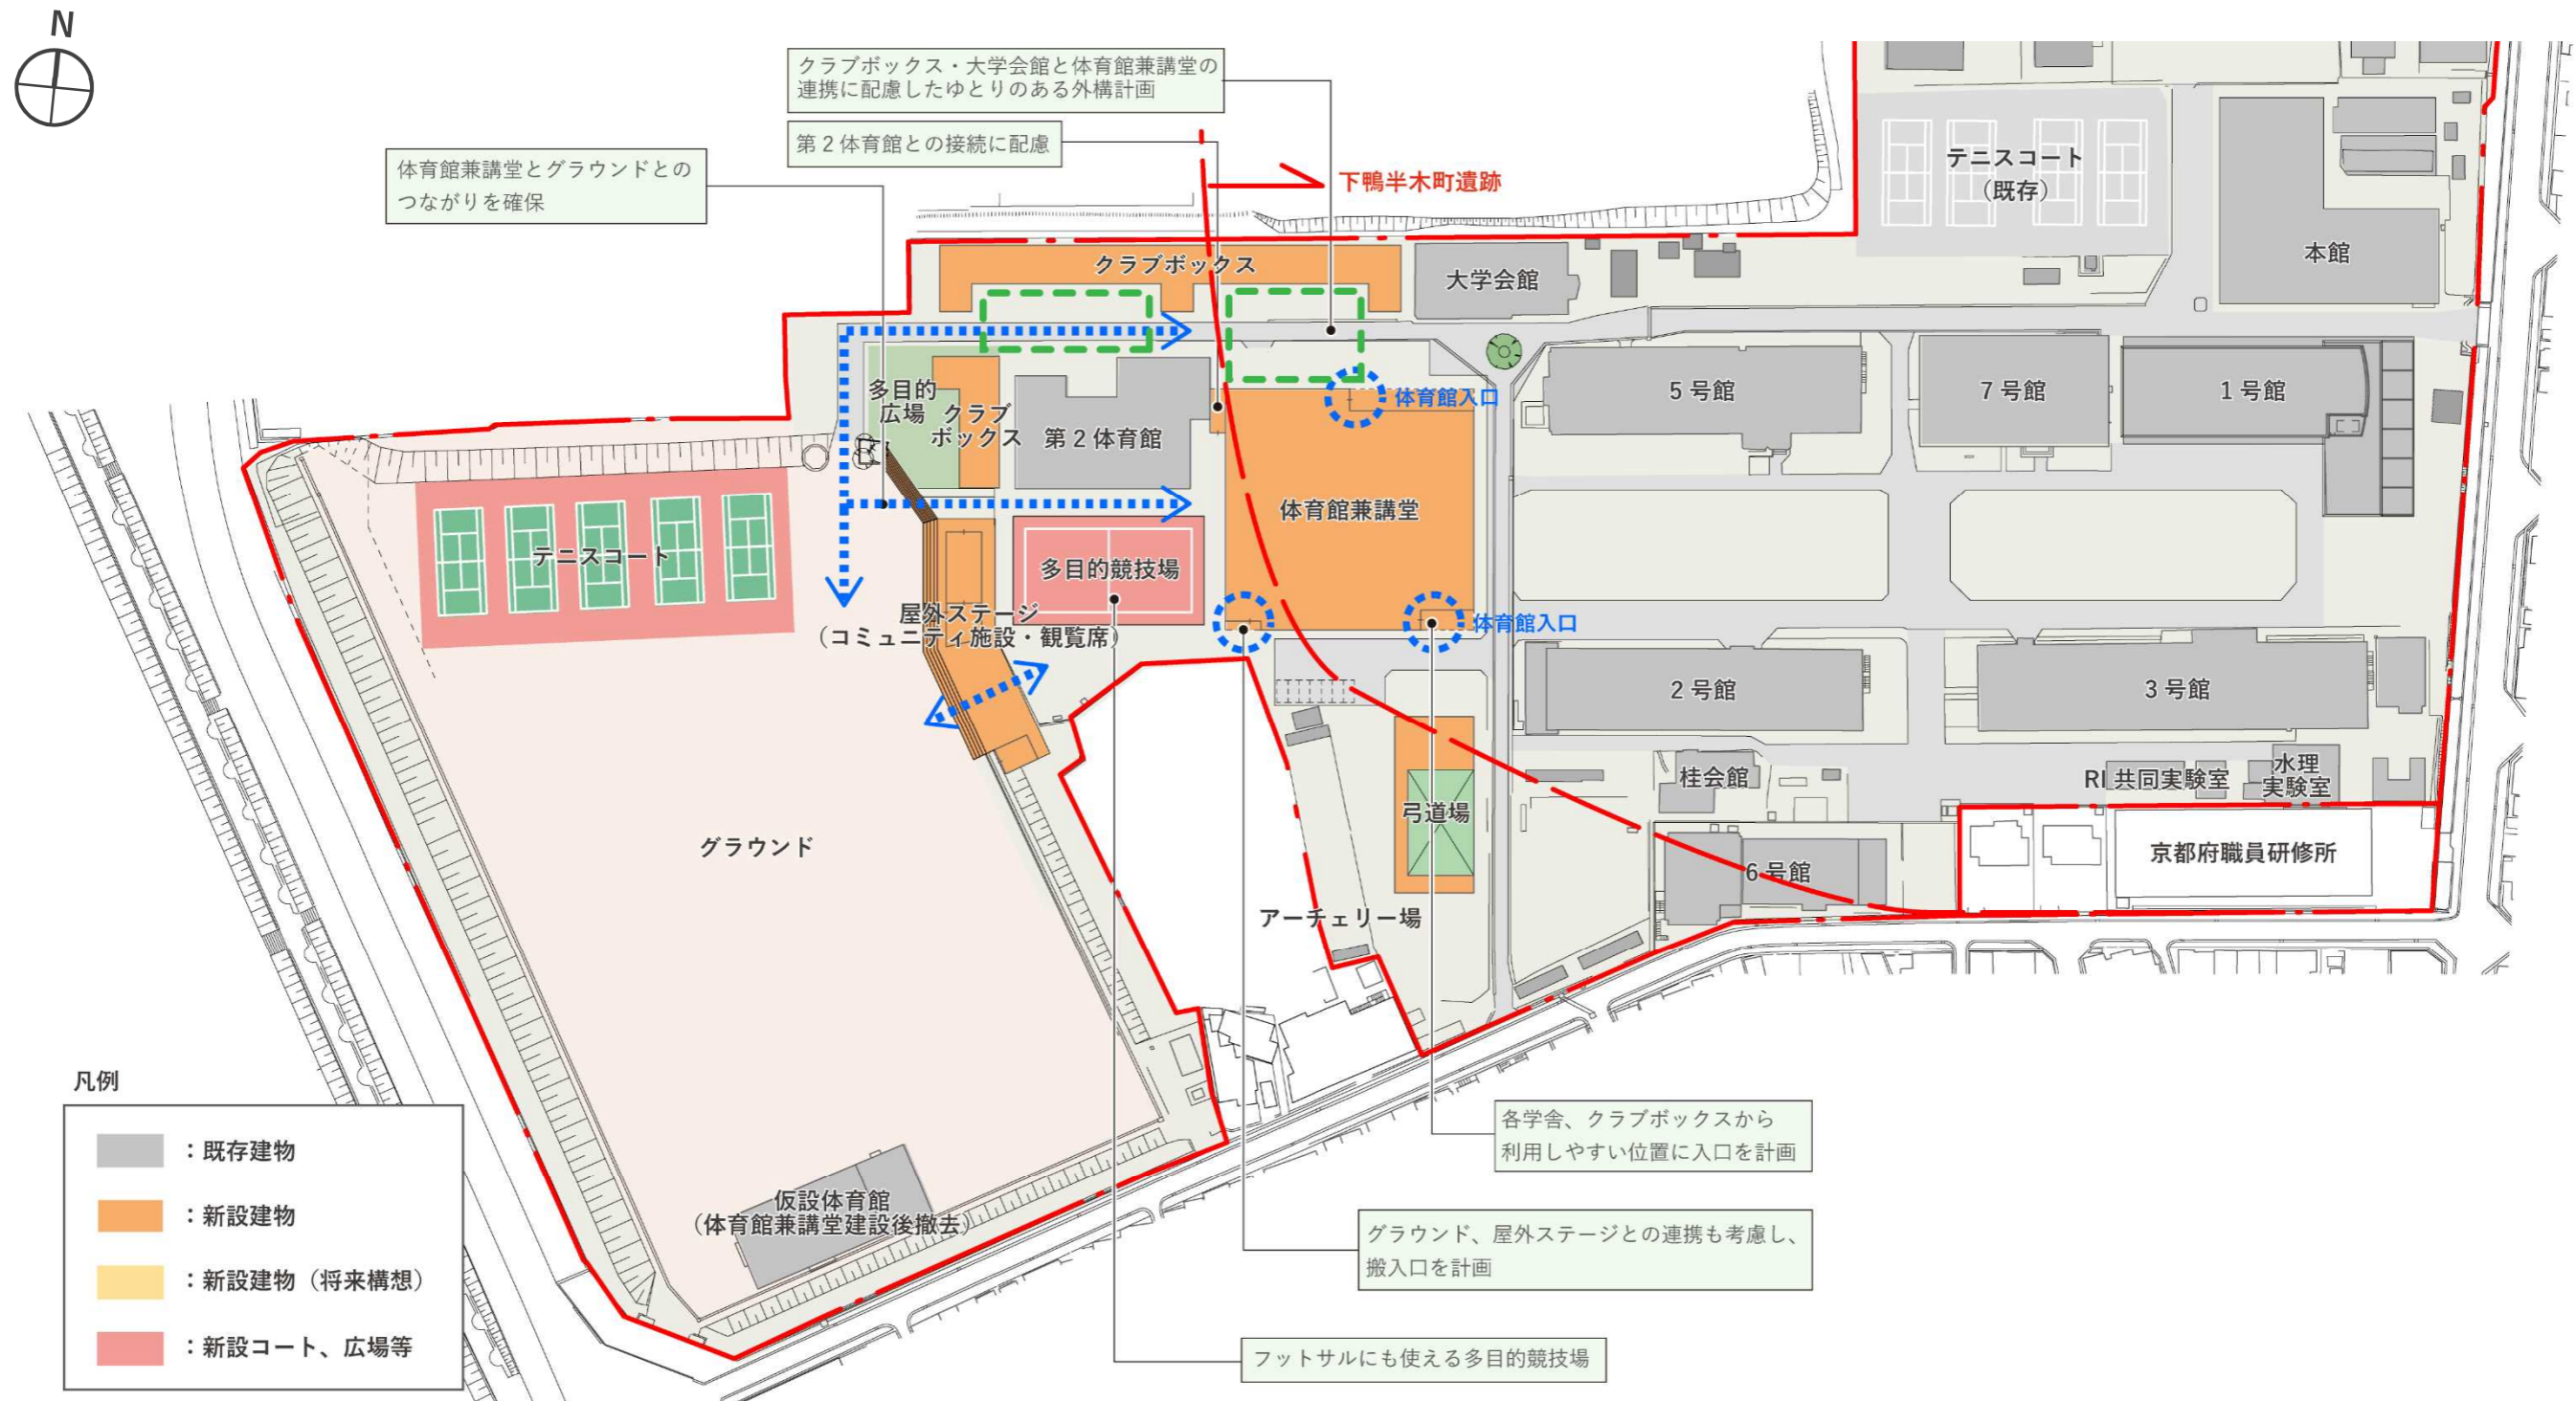 N
クラブボックス・大学会館と体育館兼講堂の
連携に配慮したゆとりのある外構計画
第2体育館との接続に配慮
体育館兼講堂とグラウンドとの
つながりを確保
下鴨半木町遺跡
テニスコート
（既存）
本館
クラブボックス
大学会館
多目的
広場
クラブ
ボックス
第2体育館
体育館入口
5号館
7号館
1号館
体育館兼講堂
テニスコート
多目的競技場
屋外ステージ
（コミュニティ施設・観覧席）
体育館入口
2号館
3号館
桂会館
RI共同実験室
水理
実験室
弓道場
グラウンド
6号館
京都府職員研修所
アーチェリー場
仮設体育館
（体育館兼講堂建設後撤去）
各学舎、クラブボックスから
利用しやすい位置に入口を計画
グラウンド、屋外ステージとの連携も考慮し、
搬入口を計画
フットサルにも使える多目的競技場
凡例
：既存建物
：新設建物
：新設建物（将来構想）
：新設コート、広場等